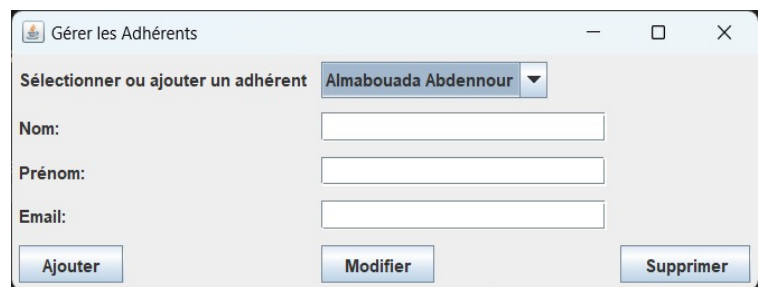 Gérer les Adhérents
Sélectionner ou ajouter un adhérent Almabouada Abdennour
Nom:
Prénom:
Email:
Ajouter Modifier Supprimer